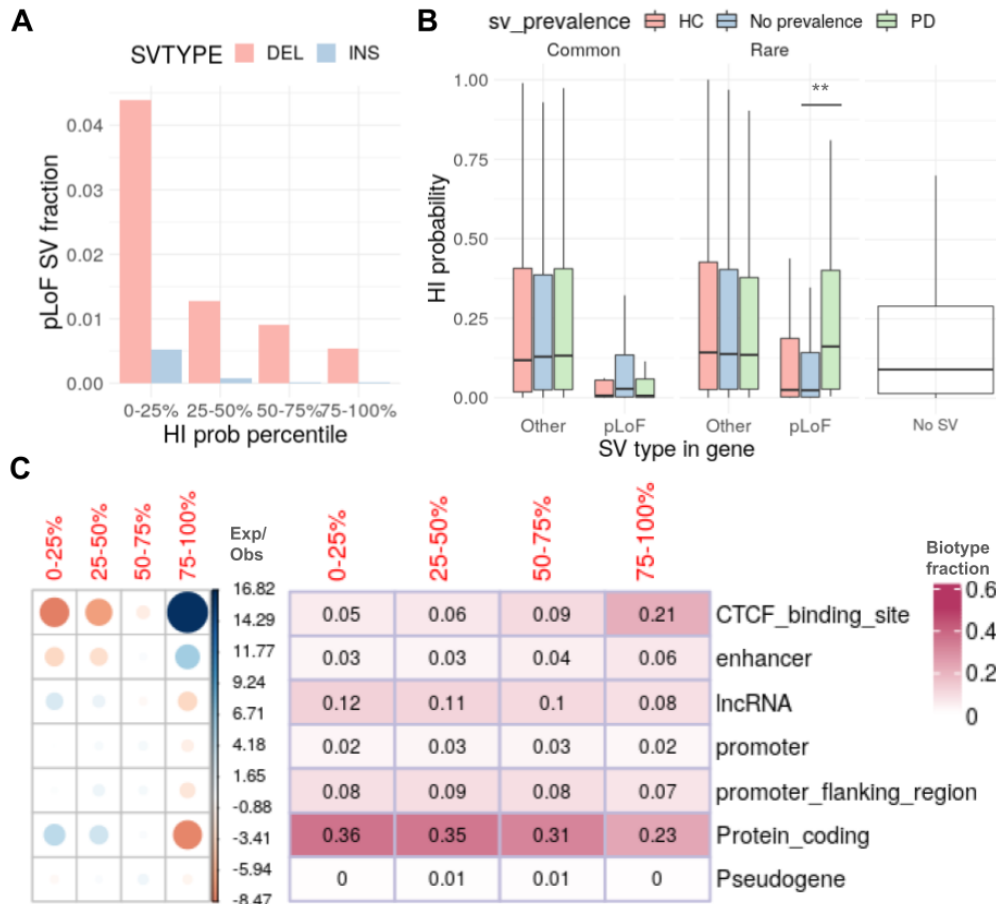 A
SVTYPE DEL INS
pLoF SV fraction
0.04
0.03
0.02
0.01
0.00
0-25% 25-50% 50-75% 75-100%
HI prob percentile
B
sv_prevalence HC No prevalence PD
Common Rare
HI probability
1.00
0.75
0.50
0.25
0.00
**
Other pLoF Other pLoF No SV
SV type in gene
C
0-25% 25-50% 50-75% 75-100%
Exp/
Obs
16.82
14.29
11.77
9.24
6.71
4.18
1.65
-0.88
-3.41
-5.94
-8.47
0-25% 25-50% 50-75% 75-100%
0.05 0.06 0.09 0.21 CTCF_binding_site
0.03 0.03 0.04 0.06 enhancer
0.12 0.11 0.1 0.08 lncRNA
0.02 0.03 0.03 0.02 promoter
0.08 0.09 0.08 0.07 promoter_flanking_region
0.36 0.35 0.31 0.23 Protein_coding
0 0.01 0.01 0 Pseudogene
Biotype
fraction
0.6
0.4
0.2
0